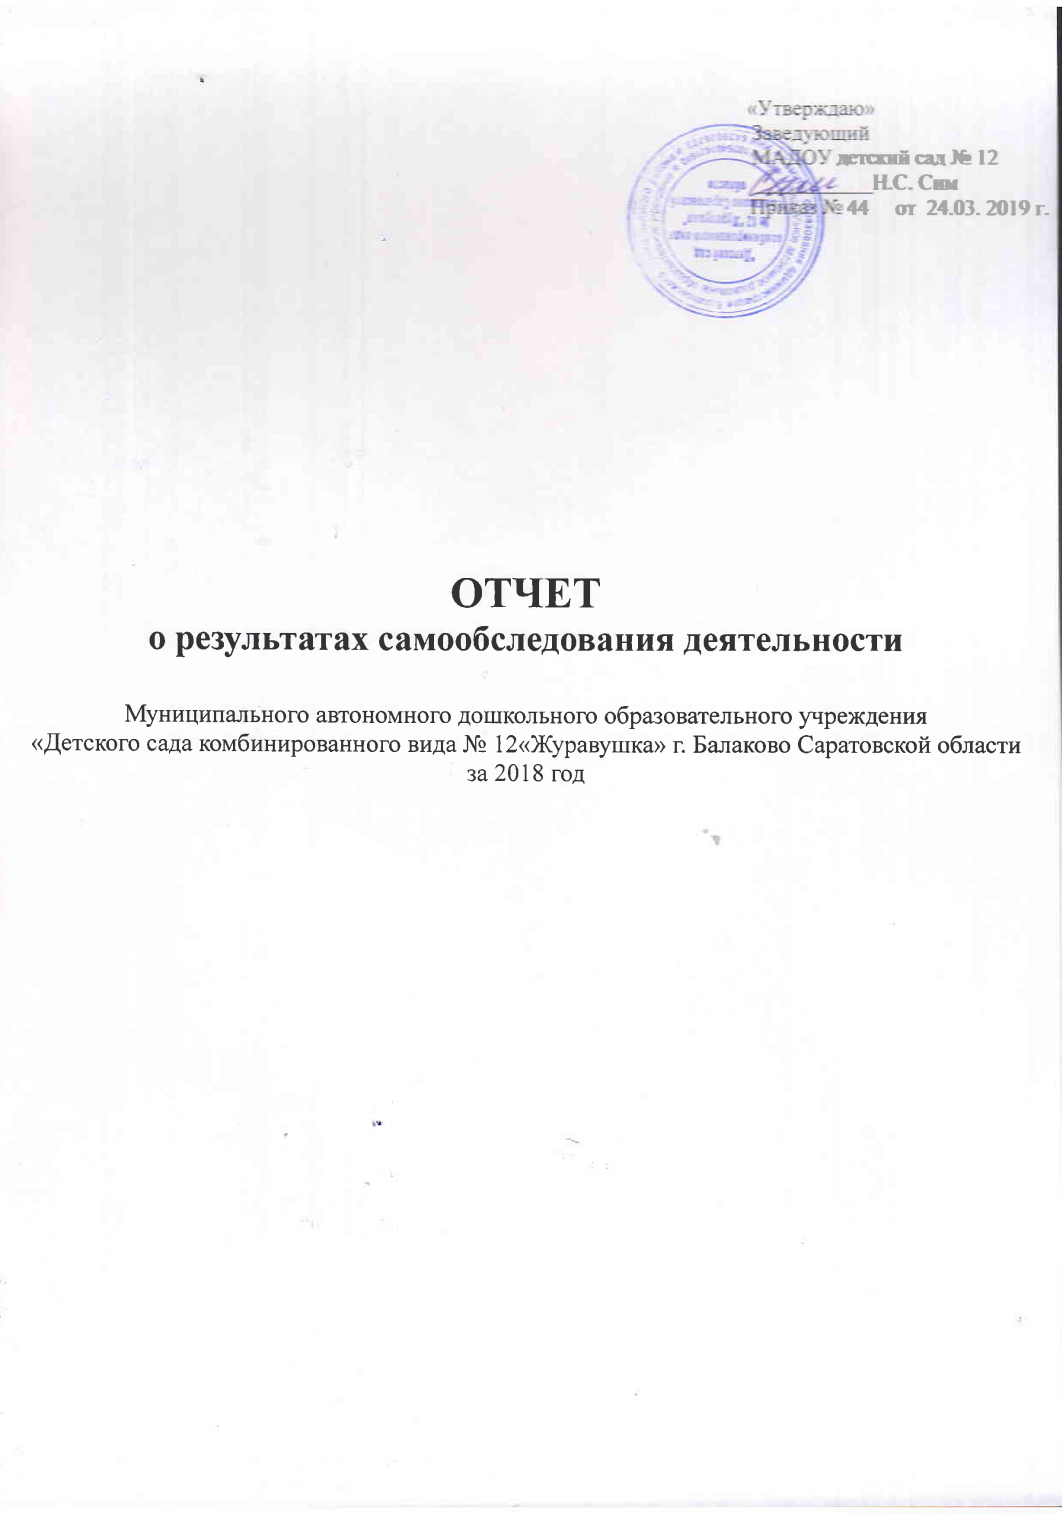 «Утверждаю»
Заведующий
МАДОУ детский сад № 12
____________Н.С. Сим
Приказ № 44 от 24.03. 2019 г.
ОТЧЕТ
о результатах самообследования деятельности
Муниципального автономного дошкольного образовательного учреждения
«Детского сада комбинированного вида № 12«Журавушка» г. Балаково Саратовской области
за 2018 год